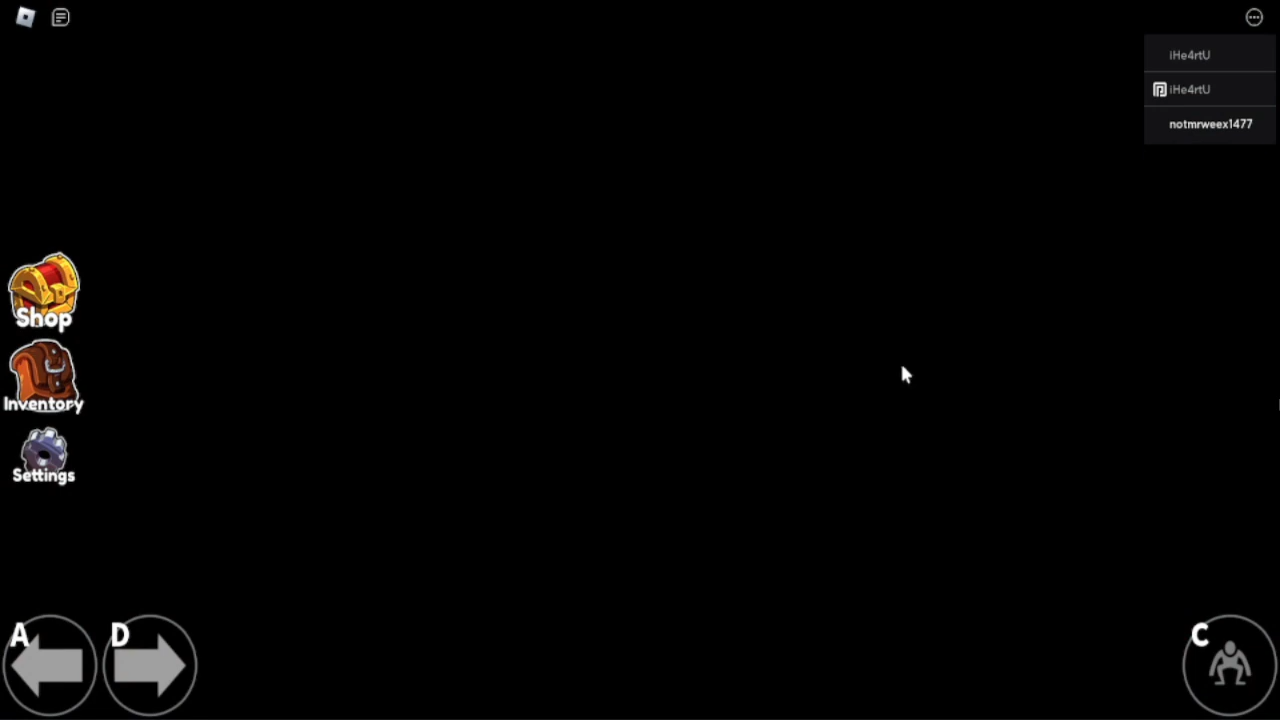 iHe4rtU
iHe4rtU
notmrweex1477
Shop
Inventory
Settings
A
D
C